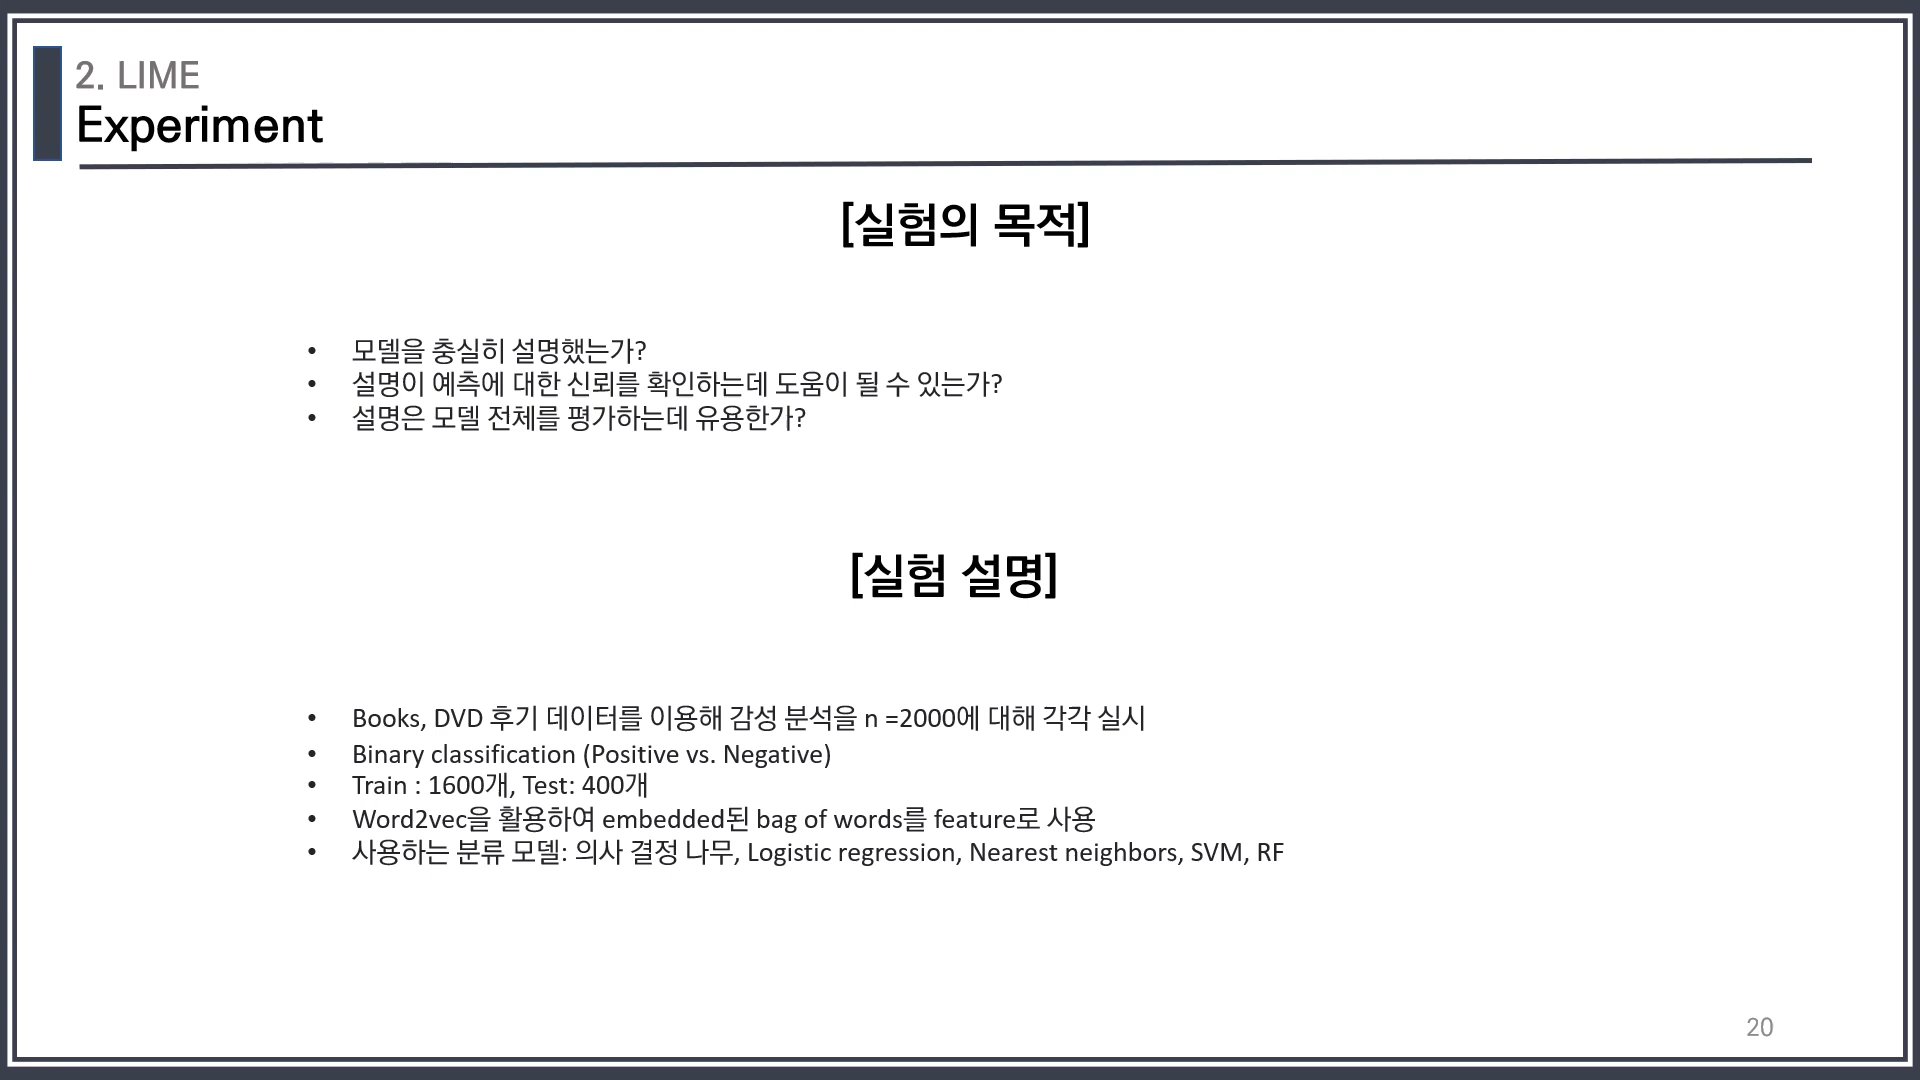 2. LIME
Experiment
[실험의 목적]
• 모델을 충실히 설명했는가?
• 설명이 예측에 대한 신뢰를 확인하는데 도움이 될 수 있는가?
• 설명은 모델 전체를 평가하는데 유용한가?
[실험 설명]
• Books, DVD 후기 데이터를 이용해 감성 분석을 n =2000에 대해 각각 실시
• Binary classification (Positive vs. Negative)
• Train : 1600개, Test: 400개
• Word2vec을 활용하여 embedded된 bag of words를 feature로 사용
• 사용하는 분류 모델: 의사 결정 나무, Logistic regression, Nearest neighbors, SVM, RF
20